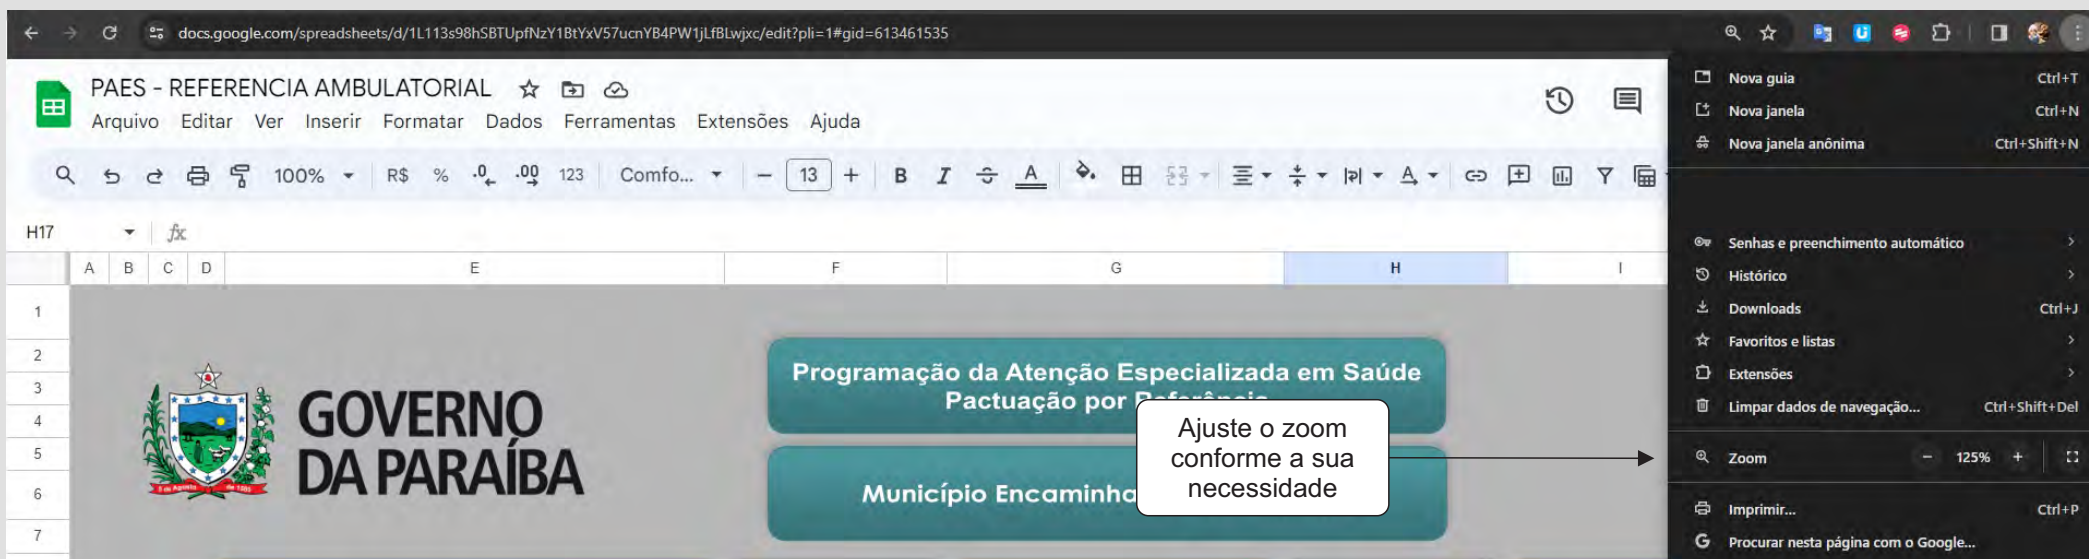 docs.google.com/spreadsheets/d/1L113s98hSBTUpfNzY1BtYxV57ucnYB4PW1jLfBLwjxc/edit?pli=1#gid=613461535
PAES - REFERENCIA AMBULATORIAL
Arquivo Editar Ver Inserir Formatar Dados Ferramentas Extensões Ajuda
100% R$ % .0 .00 123 Comfo... − 13 + B I S A
H17 fx
A B C D E F G H I
1
2
3
4
5
6
7
GOVERNO
DA PARAÍBA
Programação da Atenção Especializada em Saúde
Pactuação por Referência
Município Encaminha
Ajuste o zoom
conforme a sua
necessidade
Nova guia Ctrl+T
Nova janela Ctrl+N
Nova janela anônima Ctrl+Shift+N
Senhas e preenchimento automático
Histórico
Downloads Ctrl+J
Favoritos e listas
Extensões
Limpar dados de navegação... Ctrl+Shift+Del
Zoom − 125% +
Imprimir... Ctrl+P
G Procurar nesta página com o Google...